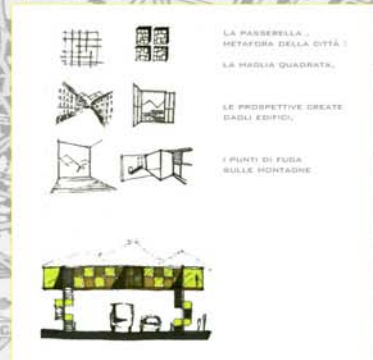 LA PASSERELLA,
METAFORA DELLA CITTÀ:
LA MAGLIA QUADRATA,
LE PROSPETTIVE CREATE
DAGLI EDIFICI,
I PUNTI DI FUGA
SULLE MONTAGNE